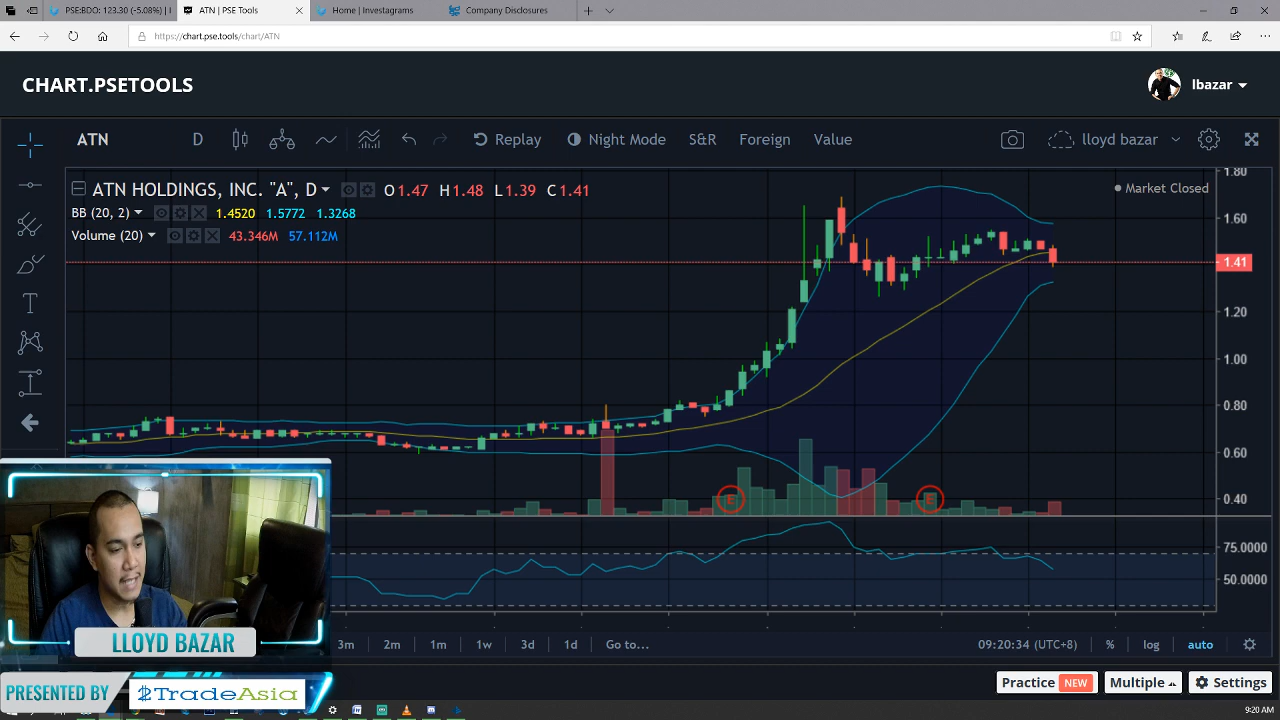 PSE:BDO: 123.30 (-5.08%) | I
ATN | PSE Tools
Home | Investagrams
Company Disclosures
https://chart.pse.tools/chart/ATN
CHART.PSETOOLS
lbazar
ATN D Replay Night Mode S&R Foreign Value lloyd bazar
ATN HOLDINGS, INC. "A", D O 1.47 H 1.48 L 1.39 C 1.41
Market Closed
BB (20, 2) 1.4520 1.5772 1.3268
Volume (20) 43.346M 57.112M
1.80
1.60
1.41
1.20
1.00
0.80
0.60
0.40
E E
75.0000
50.0000
3m 2m 1m 1w 3d 1d Go to... 09:20:34 (UTC+8) % log auto
LLOYD BAZAR
PRESENTED BY TradeAsia
Practice NEW Multiple Settings
9:20 AM